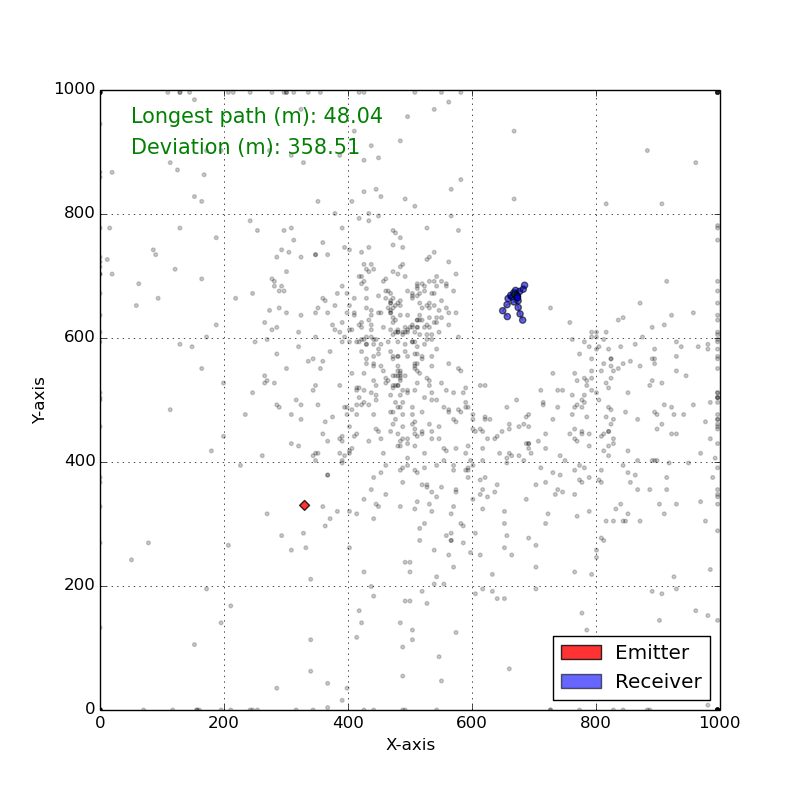 Longest path (m): 48.04
Deviation (m): 358.51
1000
800
600
400
200
0
Y-axis
0 200 400 600 800 1000
X-axis
Emitter
Receiver